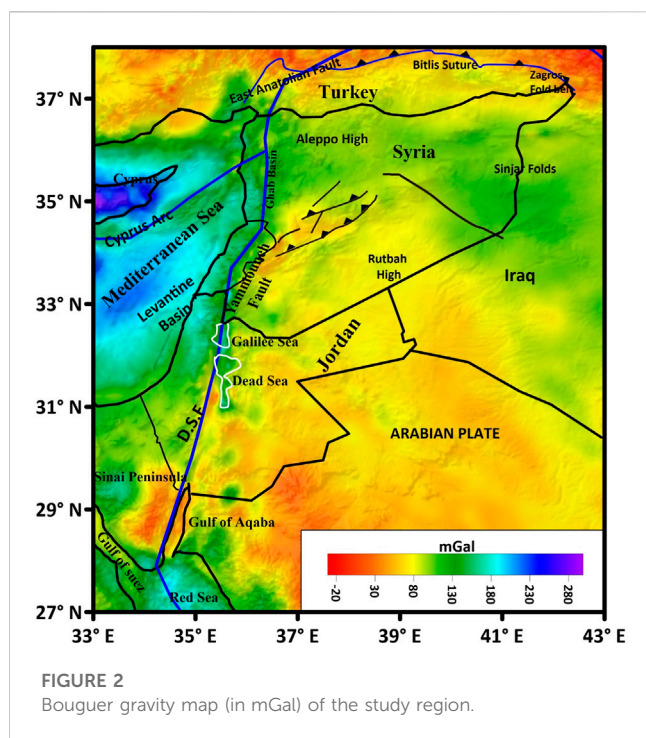 37° N
35° N
33° N
31° N
29° N
27° N
33° E
35° E
37° E
39° E
41° E
43° E
East Anatolian Fault
Bitlis Suture
Zagros
Fold belt
Turkey
Aleppo High
Syria
Sinjar Folds
Ghab Basin
Cyprus
Cyprus Arc
Mediterranean Sea
Levantine
Basin
Yammouneh
Fault
Rutbah
High
Iraq
Galilee Sea
Jordan
Dead Sea
D.S.F
ARABIAN PLATE
Sinai Peninsula
Gulf of Aqaba
Gulf of suez
Red Sea
mGal
-20
30
80
130
180
230
280
FIGURE 2
Bouguer gravity map (in mGal) of the study region.